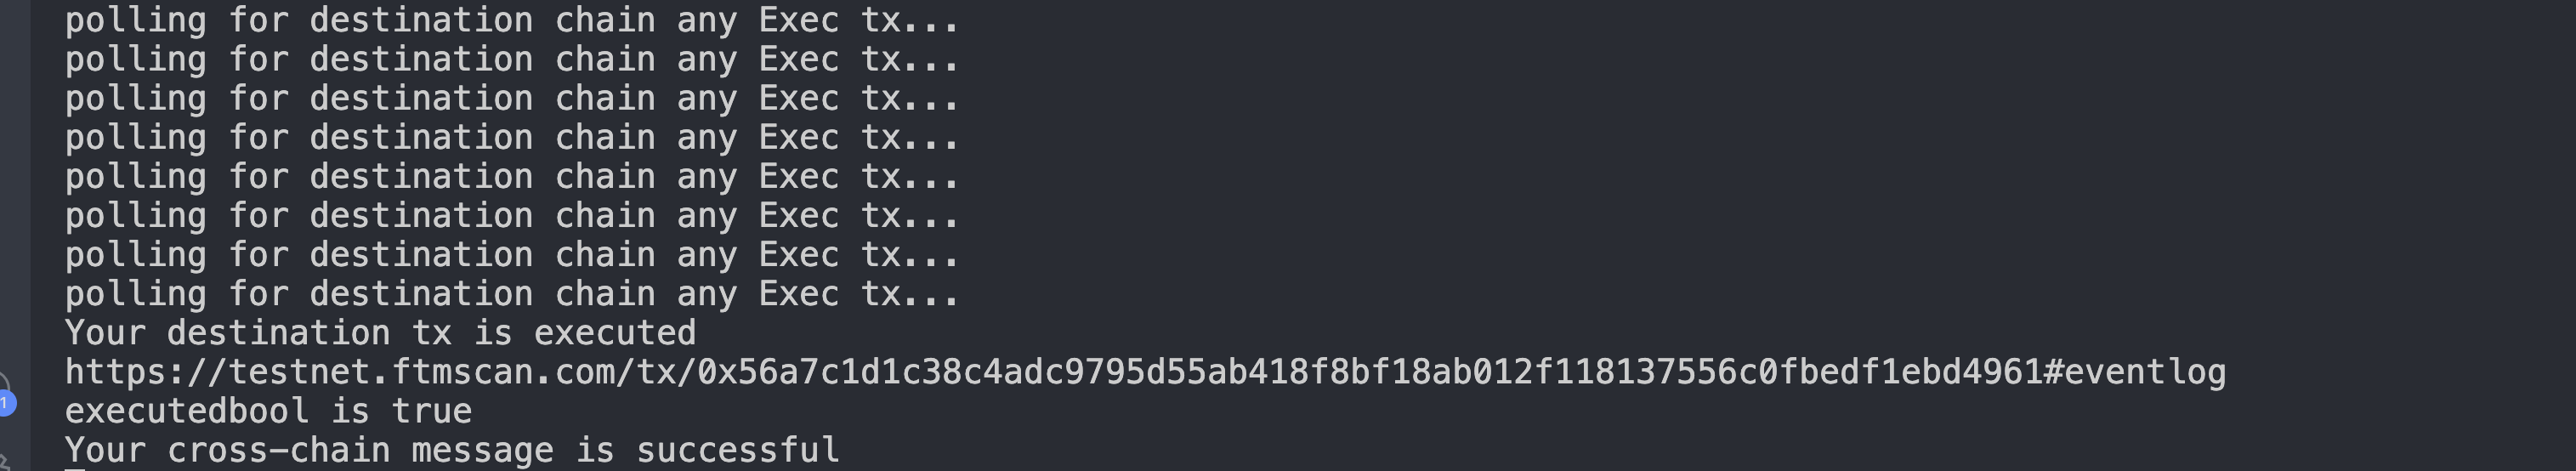 polling for destination chain any Exec tx...
polling for destination chain any Exec tx...
polling for destination chain any Exec tx...
polling for destination chain any Exec tx...
polling for destination chain any Exec tx...
polling for destination chain any Exec tx...
polling for destination chain any Exec tx...
polling for destination chain any Exec tx...
Your destination tx is executed
https://testnet.ftmscan.com/tx/0x56a7c1d1c38c4adc9795d55ab418f8bf18ab012f118137556c0fbedf1ebd4961#eventlog
1
executedbool is true
Your cross-chain message is successful